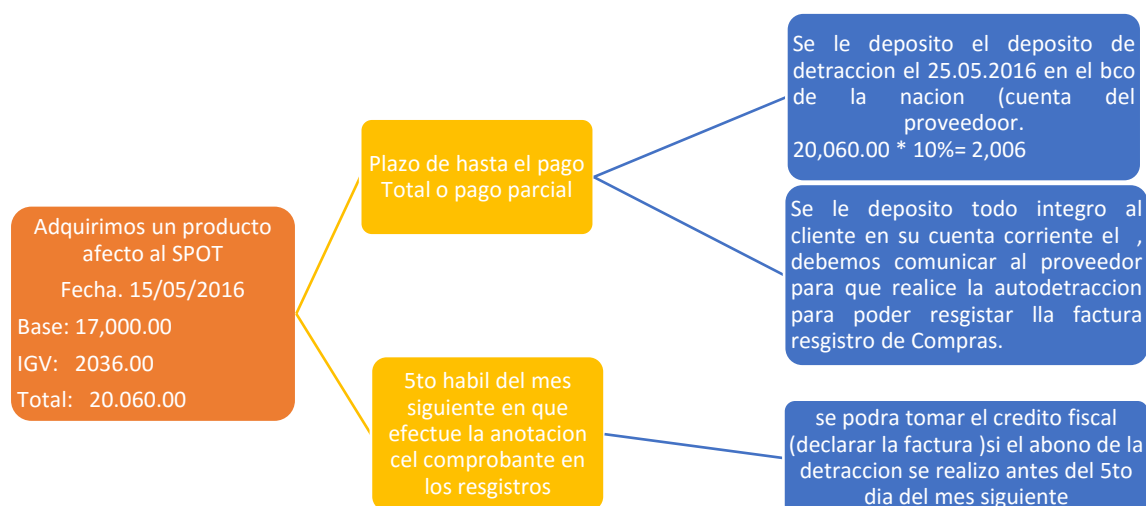 Adquirimos un producto
afecto al SPOT
Fecha. 15/05/2016
Base: 17,000.00
IGV: 2036.00
Total: 20.060.00
Plazo de hasta el pago
Total o pago parcial
5to habil del mes
siguiente en que
efectue la anotacion
cel comprobante en
los resgistros
Se le deposito el deposito de
detraccion el 25.05.2016 en el bco
de la nacion (cuenta del
proveedoor.
20,060.00 * 10%= 2,006
Se le deposito todo integro al
cliente en su cuenta corriente el ,
debemos comunicar al proveedor
para que realice la autodetraccion
para poder resgistar lla factura
resgistro de Compras.
se podra tomar el credito fiscal
(declarar la factura )si el abono de la
detraccion se realizo antes del 5to
dia del mes siguiente